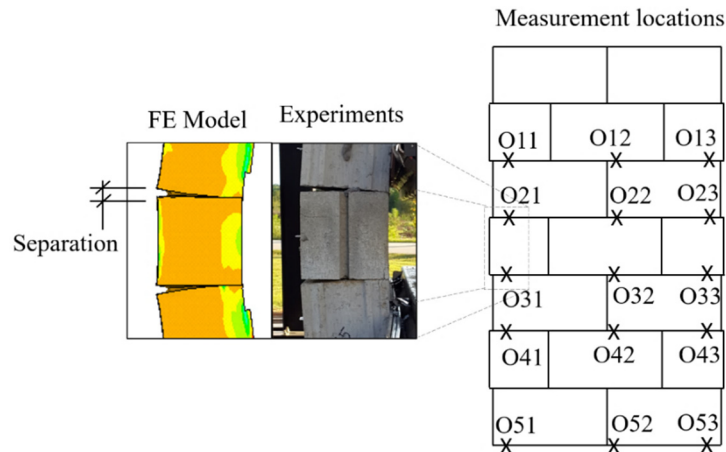 Measurement locations
FE Model
Experiments
Separation
O11
O12
O13
O21
O22
O23
O31
O32
O33
O41
O42
O43
O51
O52
O53